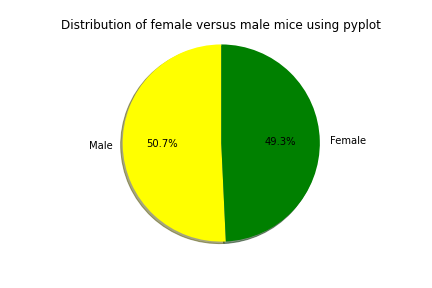 Distribution of female versus male mice using pyplot
Male
50.7%
49.3%
Female